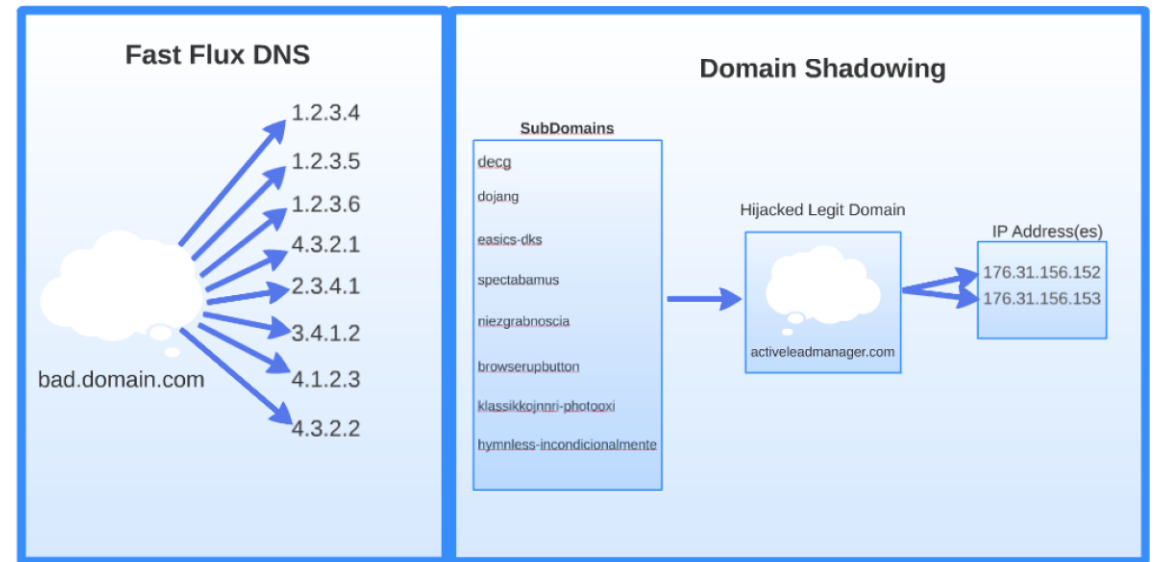 Fast Flux DNS
1.2.3.4
1.2.3.5
1.2.3.6
4.3.2.1
2.3.4.1
3.4.1.2
4.1.2.3
4.3.2.2
bad.domain.com
Domain Shadowing
SubDomains
decg
dojang
easics-dks
spectabamus
niezgrabnoscia
browserupbutton
klassikkojnnri-photooxi
hymnless-incondicionalmente
Hijacked Legit Domain
activeleadmanager.com
IP Address(es)
176.31.156.152
176.31.156.153